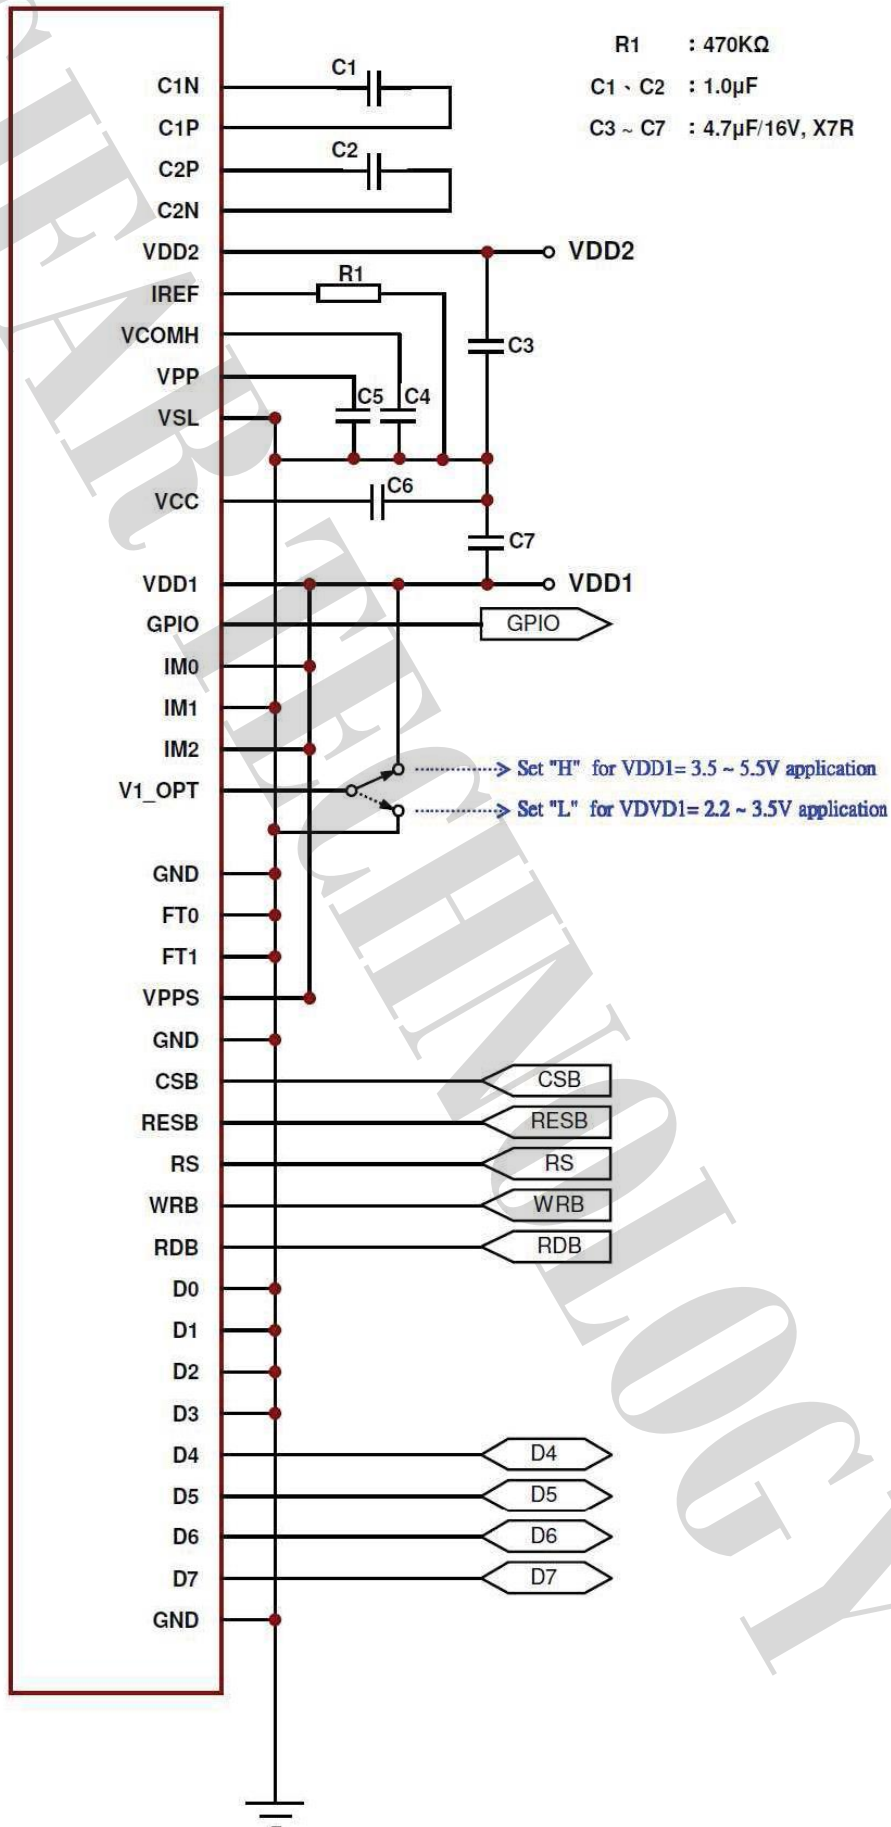 R1 : 470KΩ
C1、C2 : 1.0μF
C3 ~ C7 : 4.7μF/16V, X7R
C1N
C1
C1P
C2P
C2
C2N
VDD2
VDD2
IREF
R1
VCOMH
C3
VPP
C5
C4
VSL
VCC
C6
C7
VDD1
VDD1
GPIO
GPIO
IM0
IM1
IM2
Set "H" for VDD1= 3.5 ~ 5.5V application
V1_OPT
Set "L" for VDVD1= 2.2 ~ 3.5V application
GND
FT0
FT1
VPPS
GND
CSB
CSB
RESB
RESB
RS
RS
WRB
WRB
RDB
RDB
D0
D1
D2
D3
D4
D4
D5
D5
D6
D6
D7
D7
GND
TECHNOLOGY